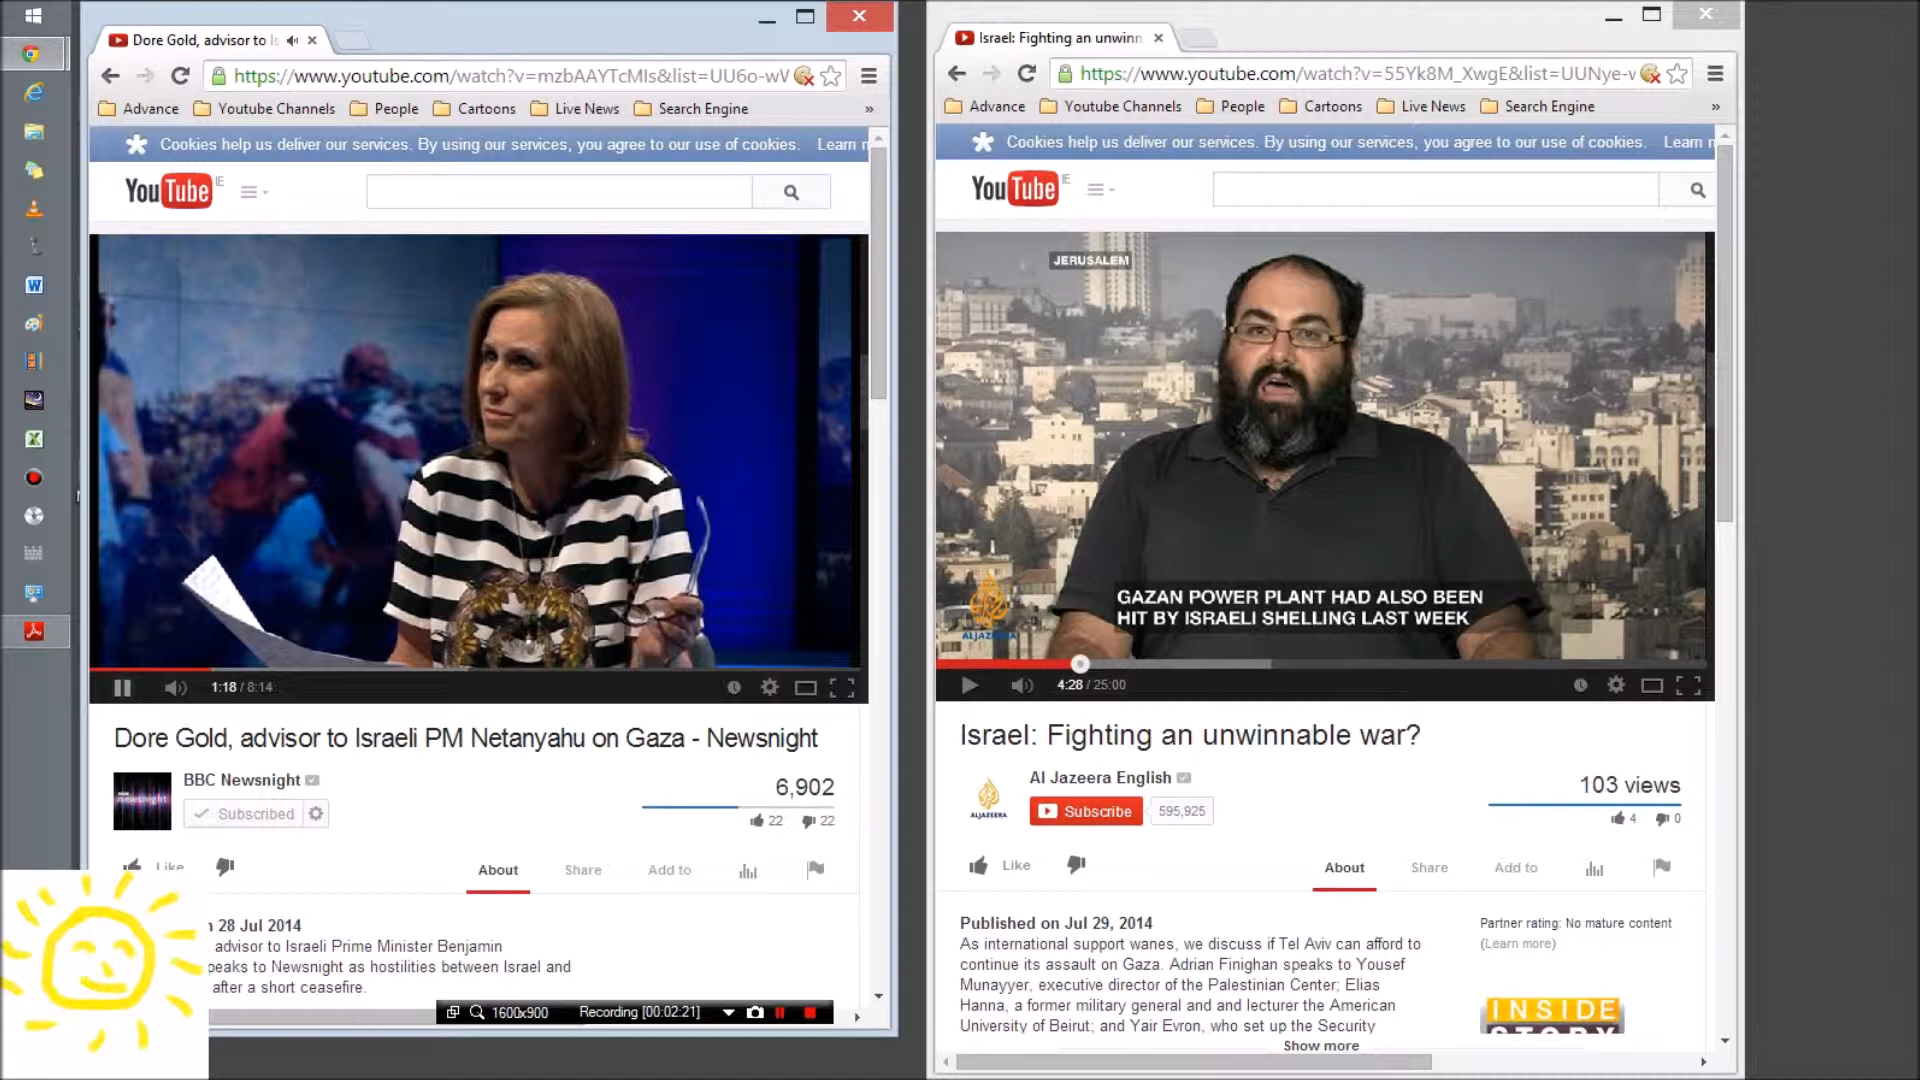 Dore Gold, advisor to Is
https://www.youtube.com/watch?v=mzbAAYTcMIs&list=UU6o-wV
Advance Youtube Channels People Cartoons Live News Search Engine »
Cookies help us deliver our services. By using our services, you agree to our use of cookies. Learn
YouTube IE
1:18 / 8:14
Dore Gold, advisor to Israeli PM Netanyahu on Gaza - Newsnight
BBC Newsnight
newsnight
6,902
Subscribed
22 22
Like
About Share Add to
28 Jul 2014
advisor to Israeli Prime Minister Benjamin
peaks to Newsnight as hostilities between Israel and
after a short ceasefire.
1600x900 Recording [00:02:21]
Israel: Fighting an unwinn
https://www.youtube.com/watch?v=55Yk8M_XwgE&list=UUNye-v
Advance Youtube Channels People Cartoons Live News Search Engine »
Cookies help us deliver our services. By using our services, you agree to our use of cookies. Learn
YouTube IE
JERUSALEM
GAZAN POWER PLANT HAD ALSO BEEN
HIT BY ISRAELI SHELLING LAST WEEK
ALJAZEERA
4:28 / 25:00
Israel: Fighting an unwinnable war?
Al Jazeera English
ALJAZEERA
103 views
Subscribe 595,925
4 0
Like
About Share Add to
Published on Jul 29, 2014
As international support wanes, we discuss if Tel Aviv can afford to
continue its assault on Gaza. Adrian Finighan speaks to Yousef
Munayyer, executive director of the Palestinian Center; Elias
Hanna, a former military general and and lecturer the American
University of Beirut; and Yair Evron, who set up the Security
Show more
Partner rating: No mature content
(Learn more)
INSIDE
STORY